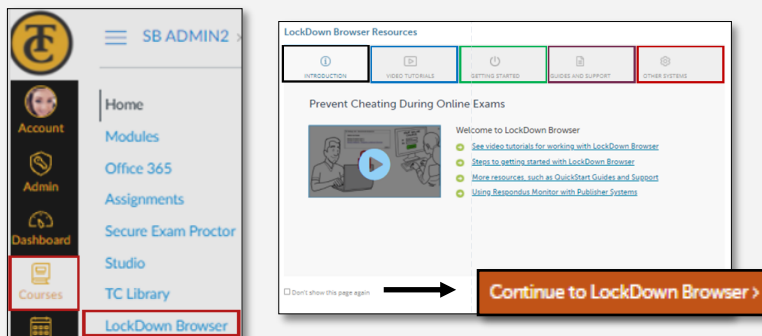 TC
SB ADMIN2 >
Account
Admin
Dashboard
Courses
Home
Modules
Office 365
Assignments
Secure Exam Proctor
Studio
TC Library
LockDown Browser
LockDown Browser Resources
INTRODUCTION
VIDEO TUTORIALS
GETTING STARTED
GUIDES AND SUPPORT
OTHER SYSTEMS
Prevent Cheating During Online Exams
Welcome to LockDown Browser
See video tutorials for working with LockDown Browser
Steps to getting started with LockDown Browser
More resources, such as QuickStart Guides and Support
Using Respondus Monitor with Publisher Systems
Don't show this page again
Continue to LockDown Browser >